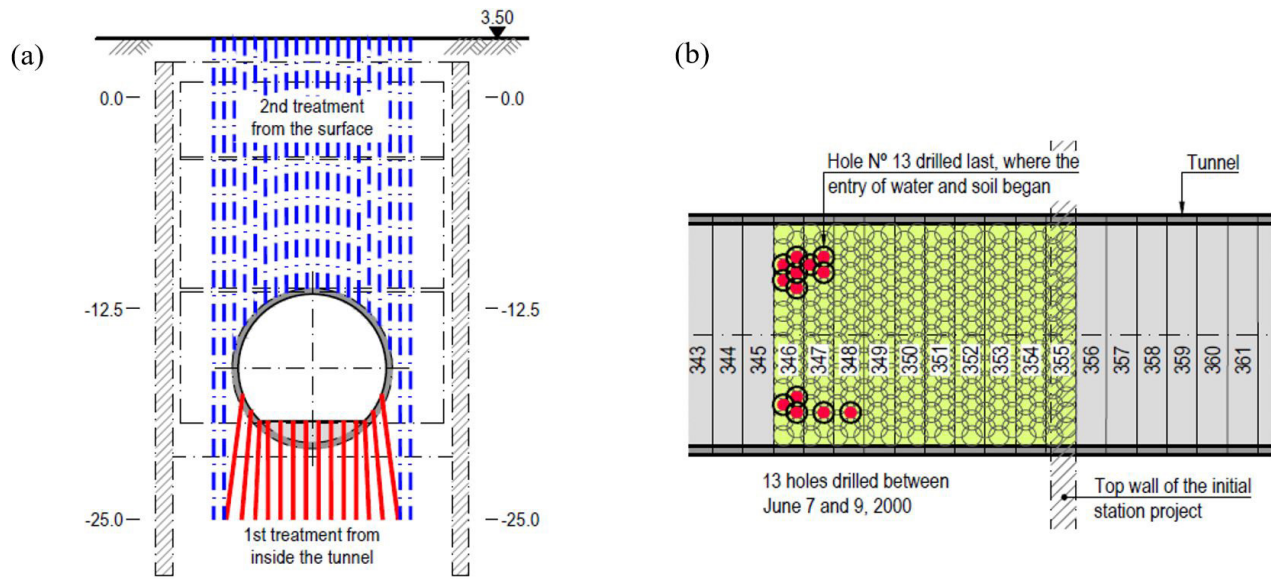 (a)
3.50
0.0
0.0
2nd treatment
from the surface
-12.5
-12.5
-25.0
-25.0
1st treatment from
inside the tunnel
(b)
Hole Nº 13 drilled last, where the
entry of water and soil began
Tunnel
343
344
345
346
347
348
349
350
351
352
353
354
355
356
357
358
359
360
361
13 holes drilled between
June 7 and 9, 2000
Top wall of the initial
station project